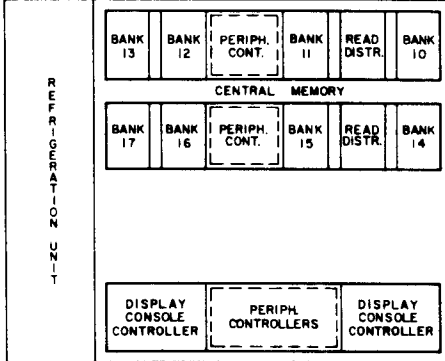 REFRIGERATION UNIT
BANK 13
BANK 12
PERIPH. CONT.
BANK 11
READ DISTR.
BANK 10
CENTRAL MEMORY
BANK 17
BANK 16
PERIPH. CONT.
BANK 15
READ DISTR.
BANK 14
DISPLAY
CONSOLE
CONTROLLER
PERIPH.
CONTROLLERS
DISPLAY
CONSOLE
CONTROLLER